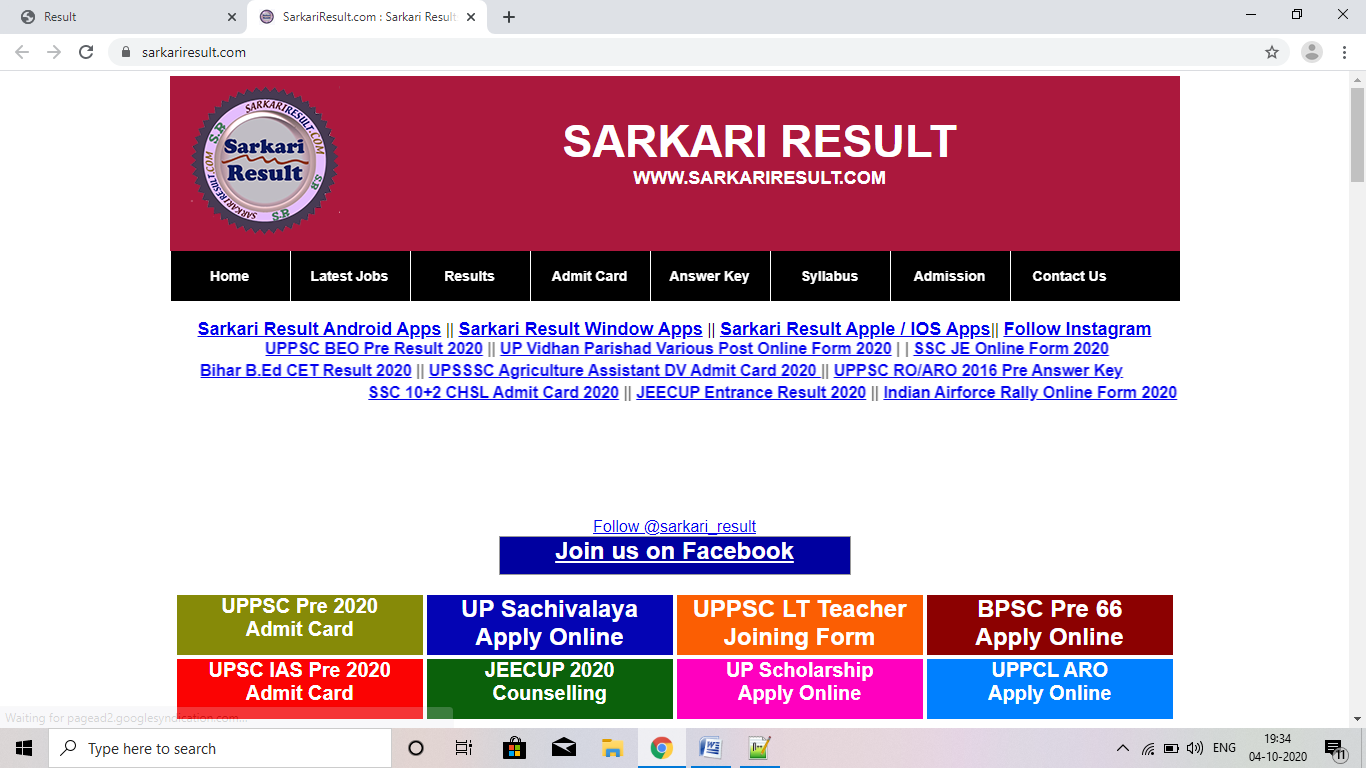 Result
SarkariResult.com : Sarkari Result
sarkariresult.com
SARKARIRESULT.COM
S.R
Sarkari
Result
S.R
SARKARIRESULT.COM
S.R
SARKARI RESULT
WWW.SARKARIRESULT.COM
Home Latest Jobs Results Admit Card Answer Key Syllabus Admission Contact Us
Sarkari Result Android Apps || Sarkari Result Window Apps || Sarkari Result Apple / IOS Apps|| Follow Instagram
UPPSC BEO Pre Result 2020 || UP Vidhan Parishad Various Post Online Form 2020 | | SSC JE Online Form 2020
Bihar B.Ed CET Result 2020 || UPSSSC Agriculture Assistant DV Admit Card 2020 || UPPSC RO/ARO 2016 Pre Answer Key
SSC 10+2 CHSL Admit Card 2020 || JEECUP Entrance Result 2020 || Indian Airforce Rally Online Form 2020
Follow @sarkari_result
Join us on Facebook
UPPSC Pre 2020
Admit Card
UP Sachivalaya
Apply Online
UPPSC LT Teacher
Joining Form
BPSC Pre 66
Apply Online
UPSC IAS Pre 2020
Admit Card
JEECUP 2020
Counselling
UP Scholarship
Apply Online
UPPCL ARO
Apply Online
Waiting for pagead2.googlesyndication.com...
Type here to search
ENG
19:34
04-10-2020
11